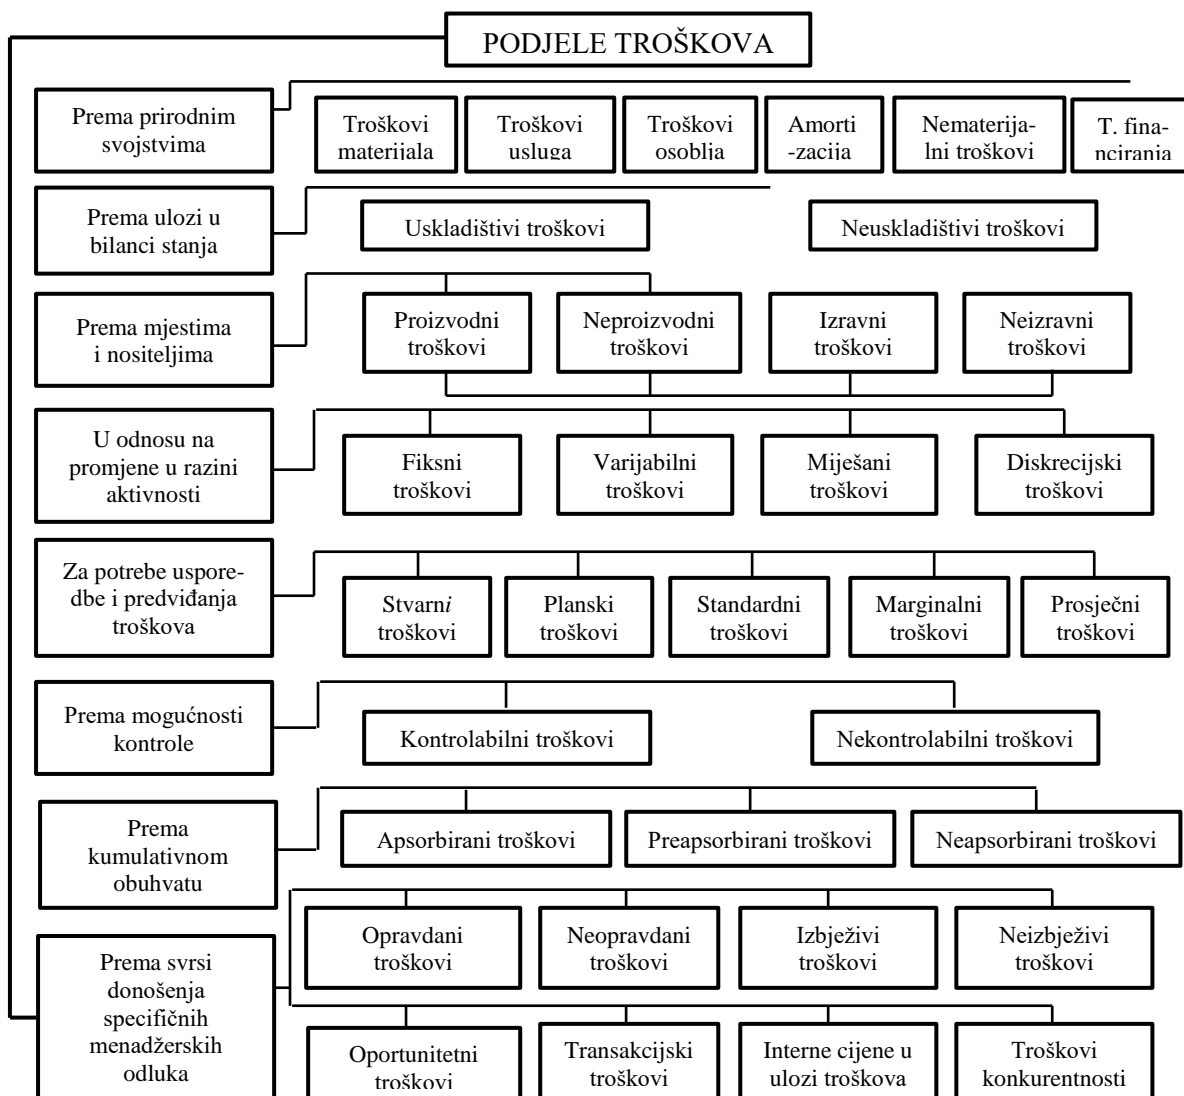 PODJELE TROŠKOVA
Prema prirodnim
svojstvima
Troškovi
materijala
Troškovi
usluga
Troškovi
osoblja
Amorti
-zacija
Nematerija-
lni troškovi
T. fina-
nciranja
Prema ulozi u
bilanci stanja
Uskladištivi troškovi
Neuskladištivi troškovi
Prema mjestima
i nositeljima
Proizvodni
troškovi
Neproizvodni
troškovi
Izravni
troškovi
Neizravni
troškovi
U odnosu na
promjene u razini
aktivnosti
Fiksni
troškovi
Varijabilni
troškovi
Miješani
troškovi
Diskrecijski
troškovi
Za potrebe uspore-
dbe i predviđanja
troškova
Stvarni
troškovi
Planski
troškovi
Standardni
troškovi
Marginalni
troškovi
Prosječni
troškovi
Prema mogućnosti
kontrole
Kontrolabilni troškovi
Nekontrolabilni troškovi
Prema
kumulativnom
obuhvatu
Apsorbirani troškovi
Preapsorbirani troškovi
Neapsorbirani troškovi
Prema svrsi
donošenja
specifičnih
menadžerskih
odluka
Opravdani
troškovi
Neopravdani
troškovi
Izbježivi
troškovi
Neizbježivi
troškovi
Oportunitetni
troškovi
Transakcijski
troškovi
Interne cijene u
ulozi troškova
Troškovi
konkurentnosti